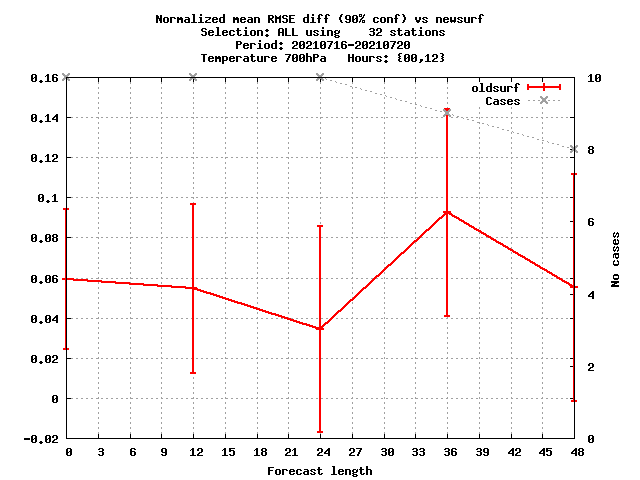 Normalized mean RMSE diff (90% conf) vs newsurf
Selection: ALL using    32 stations
Period: 20210716-20210720
Temperature 700hPa   Hours: {00,12}
oldsurf
Cases
0.16
0.14
0.12
0.1
0.08
0.06
0.04
0.02
0
-0.02
10
8
6
4
2
0
No cases
0 3 6 9 12 15 18 21 24 27 30 33 36 39 42 45 48
Forecast length